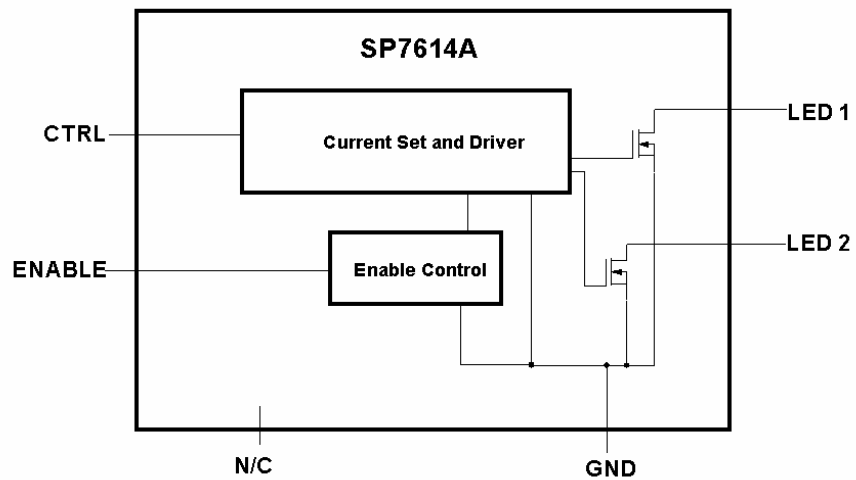 SP7614A
CTRL
Current Set and Driver
LED 1
LED 2
ENABLE
Enable Control
N/C
GND